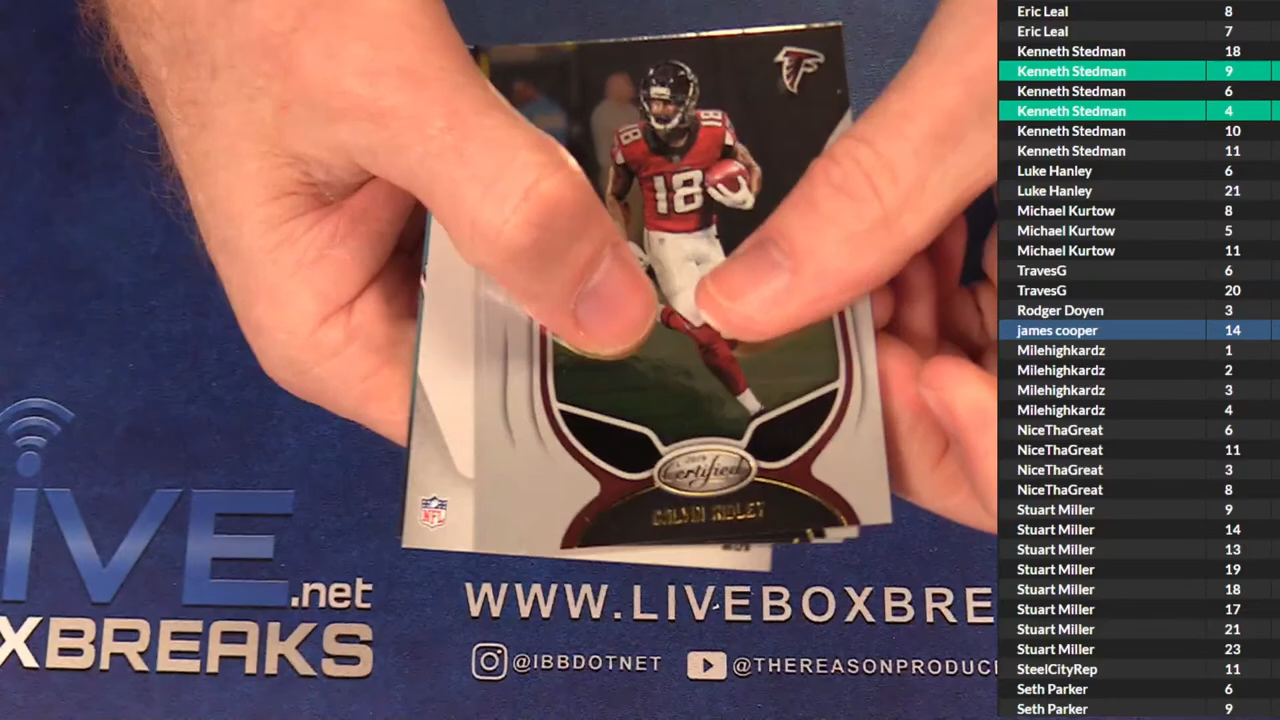 18
18
18
2019
Certified
CALVIN RIDLEY
NFL
IVE.net
XBREAKS
WWW.LIVEBOXBRE
@IBBDOTNET
@THEREASONPRODUC
Eric Leal 8
Eric Leal 7
Kenneth Stedman 18
Kenneth Stedman 9
Kenneth Stedman 6
Kenneth Stedman 4
Kenneth Stedman 10
Kenneth Stedman 11
Luke Hanley 6
Luke Hanley 21
Michael Kurtow 8
Michael Kurtow 5
Michael Kurtow 11
TravesG 6
TravesG 20
Rodger Doyen 3
james cooper 14
Milehighkardz 1
Milehighkardz 2
Milehighkardz 3
Milehighkardz 4
NiceThaGreat 6
NiceThaGreat 11
NiceThaGreat 3
NiceThaGreat 8
Stuart Miller 9
Stuart Miller 14
Stuart Miller 13
Stuart Miller 19
Stuart Miller 18
Stuart Miller 17
Stuart Miller 21
Stuart Miller 23
SteelCityRep 11
Seth Parker 6
Seth Parker 9